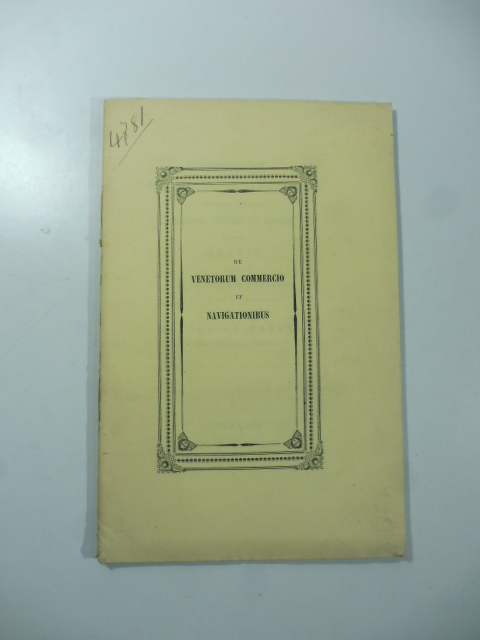 4781
DE
VENETORUM COMMERCIO
ET
NAVIGATIONIBUS